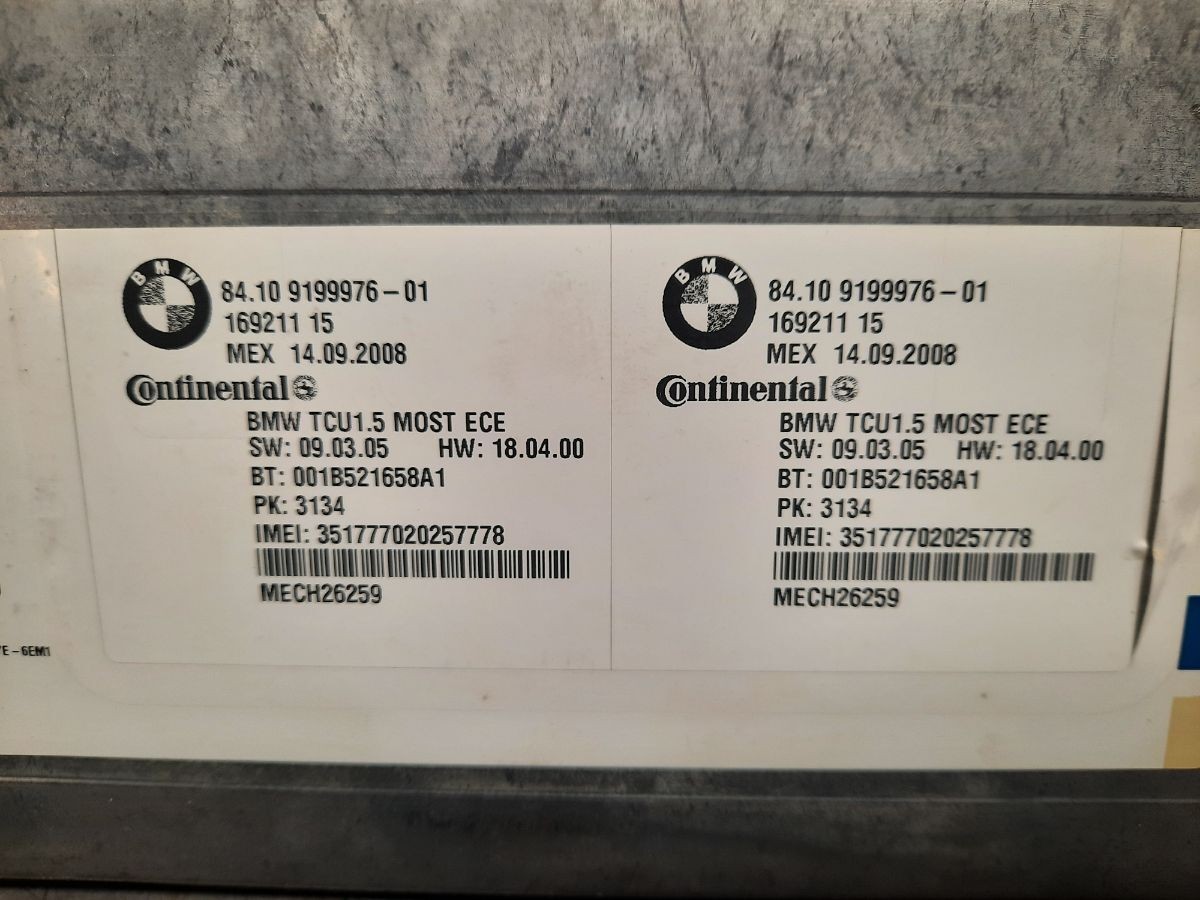 BMW
84.10 9199976-01
169211 15
MEX 14.09.2008
Continental
BMW TCU1.5 MOST ECE
SW: 09.03.05 HW: 18.04.00
BT: 001B521658A1
PK: 3134
IMEI: 351777020257778
MECH26259
BMW
84.10 9199976-01
169211 15
MEX 14.09.2008
Continental
BMW TCU1.5 MOST ECE
SW: 09.03.05 HW: 18.04.00
BT: 001B521658A1
PK: 3134
IMEI: 351777020257778
MECH26259
-6EM1